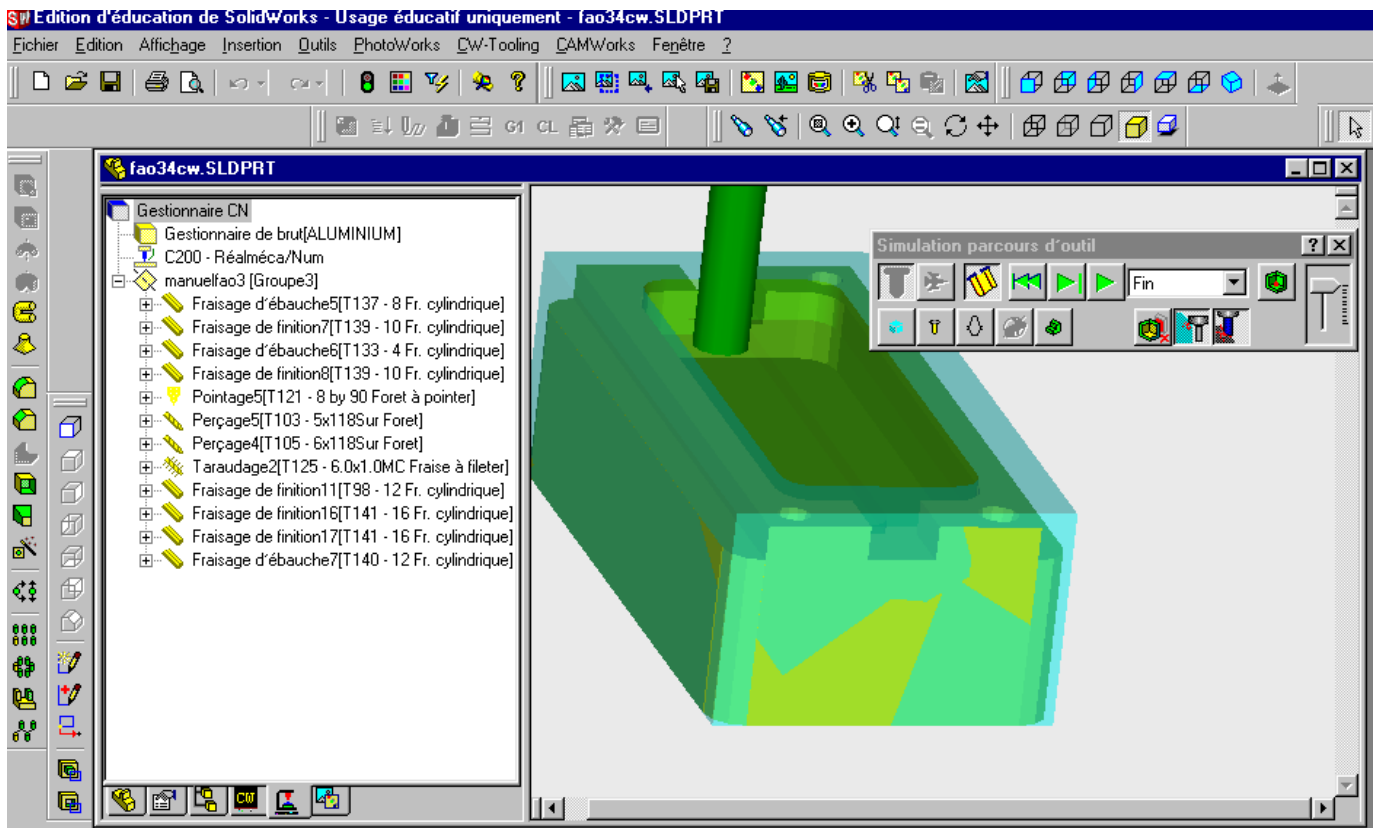 Edition d'éducation de SolidWorks - Usage éducatif uniquement - fao34cw.SLDPRT
Fichier Edition Affichage Insertion Outils PhotoWorks CW-Tooling CAMWorks Fenêtre ?
G1 CL
fao34cw.SLDPRT
Gestionnaire CN
Gestionnaire de brut[ALUMINIUM]
C200 - Réalméca/Num
manuelfao3 [Groupe3]
Fraisage d´ébauche5[T137 - 8 Fr. cylindrique]
Fraisage de finition7[T139 - 10 Fr. cylindrique]
Fraisage d´ébauche6[T133 - 4 Fr. cylindrique]
Fraisage de finition8[T139 - 10 Fr. cylindrique]
Pointage5[T121 - 8 by 90 Foret à pointer]
Perçage5[T103 - 5x118Sur Foret]
Perçage4[T105 - 6x118Sur Foret]
Taraudage2[T125 - 6.0x1.0MC Fraise à fileter]
Fraisage de finition11[T98 - 12 Fr. cylindrique]
Fraisage de finition16[T141 - 16 Fr. cylindrique]
Fraisage de finition17[T141 - 16 Fr. cylindrique]
Fraisage d´ébauche7[T140 - 12 Fr. cylindrique]
Simulation parcours d´outil
Fin